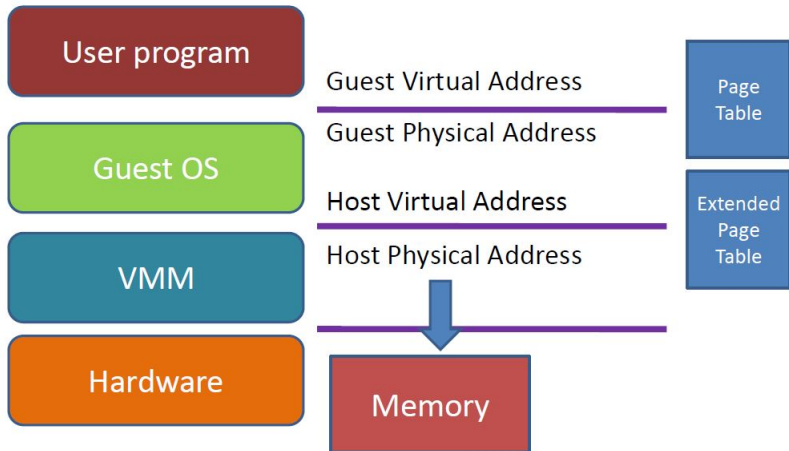 User program
Guest OS
VMM
Hardware
Guest Virtual Address
Guest Physical Address
Host Virtual Address
Host Physical Address
Memory
Page
Table
Extended
Page
Table